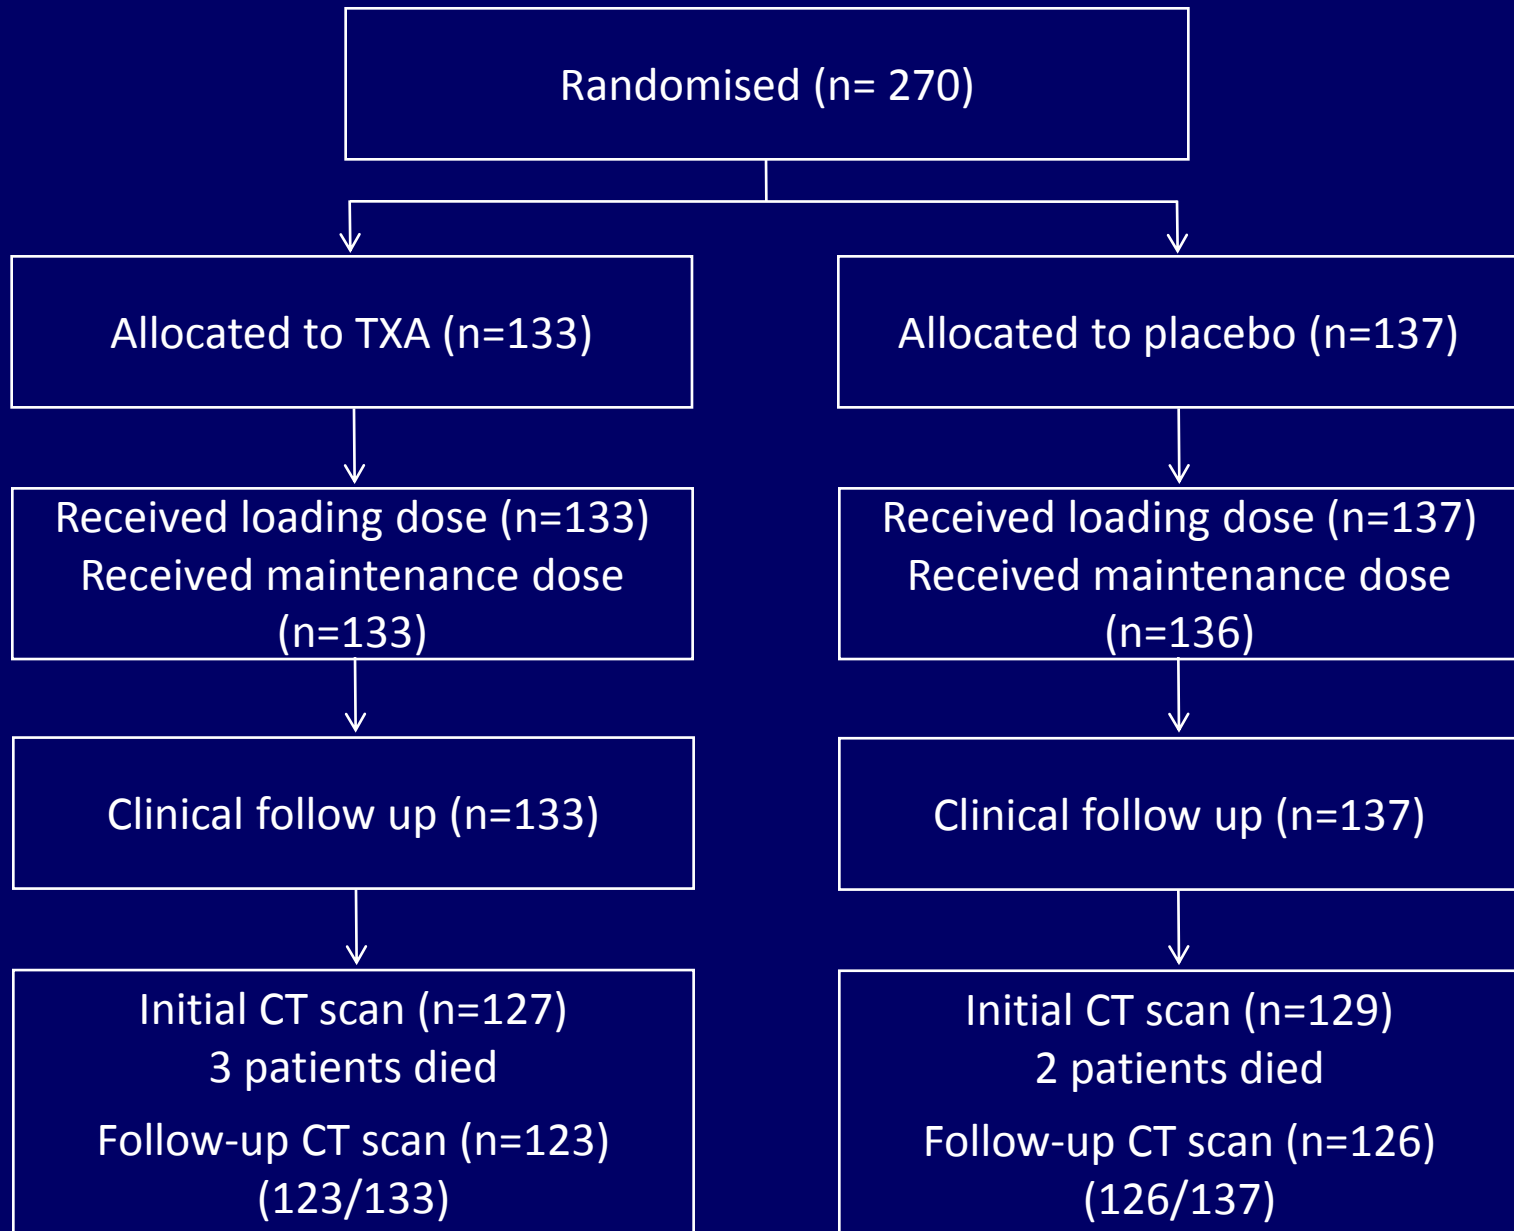 Randomised (n= 270)
Allocated to TXA (n=133)
Allocated to placebo (n=137)
Received loading dose (n=133)
Received maintenance dose
(n=133)
Received loading dose (n=137)
Received maintenance dose
(n=136)
Clinical follow up (n=133)
Clinical follow up (n=137)
Initial CT scan (n=127)
3 patients died
Follow-up CT scan (n=123)
(123/133)
Initial CT scan (n=129)
2 patients died
Follow-up CT scan (n=126)
(126/137)